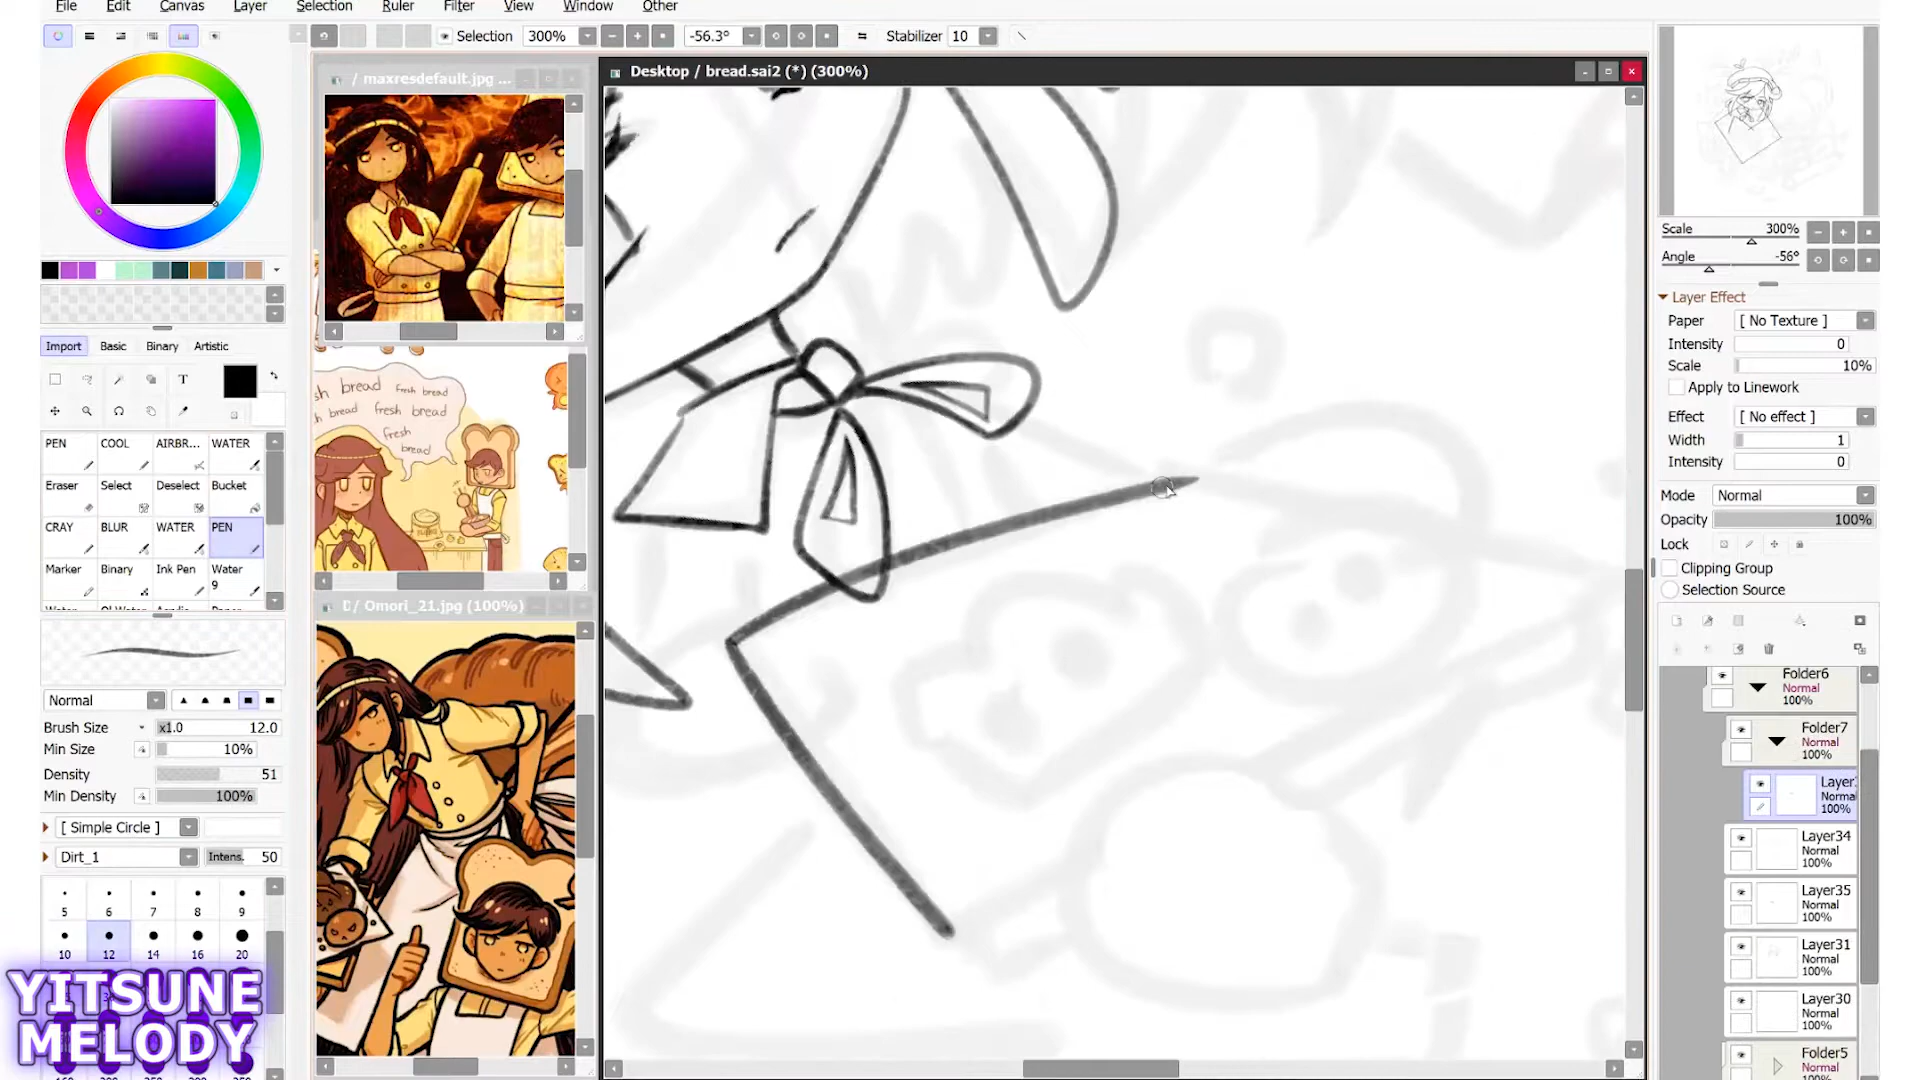 File Edit Canvas Layer Selection Ruler Filter View Window Other
Selection 300% -56.3° Stabilizer 10
/ maxresdefault.jpg ...
Desktop / bread.sai2 (*) (300%)
Scale 300%
Angle -56°
Layer Effect
Paper [ No Texture ]
Intensity 0
Scale 10%
Apply to Linework
Effect [ No effect ]
Width 1
Intensity 0
Mode Normal
Opacity 100%
Lock
Clipping Group
Selection Source
Folder6
Normal
100%
Folder7
Normal
100%
Layer
Normal
100%
Layer34
Normal
100%
Layer35
Normal
100%
Layer31
Normal
100%
Layer30
Normal
100%
Folder5
Normal
Import Basic Binary Artistic
T
PEN COOL AIRBR... WATER
Eraser Select Deselect Bucket
CRAY BLUR WATER PEN
Marker Binary Ink Pen Water 9
Normal
Brush Size x1.0 12.0
Min Size 10%
Density 51
Min Density 100%
[ Simple Circle ]
Dirt_1 Intens. 50
5 6 7 8 9
10 12 14 16 20
sh bread fresh bread
bread fresh bread
fresh
bread
/ Omori_21.jpg (100%)
YITSUNE
MELODY